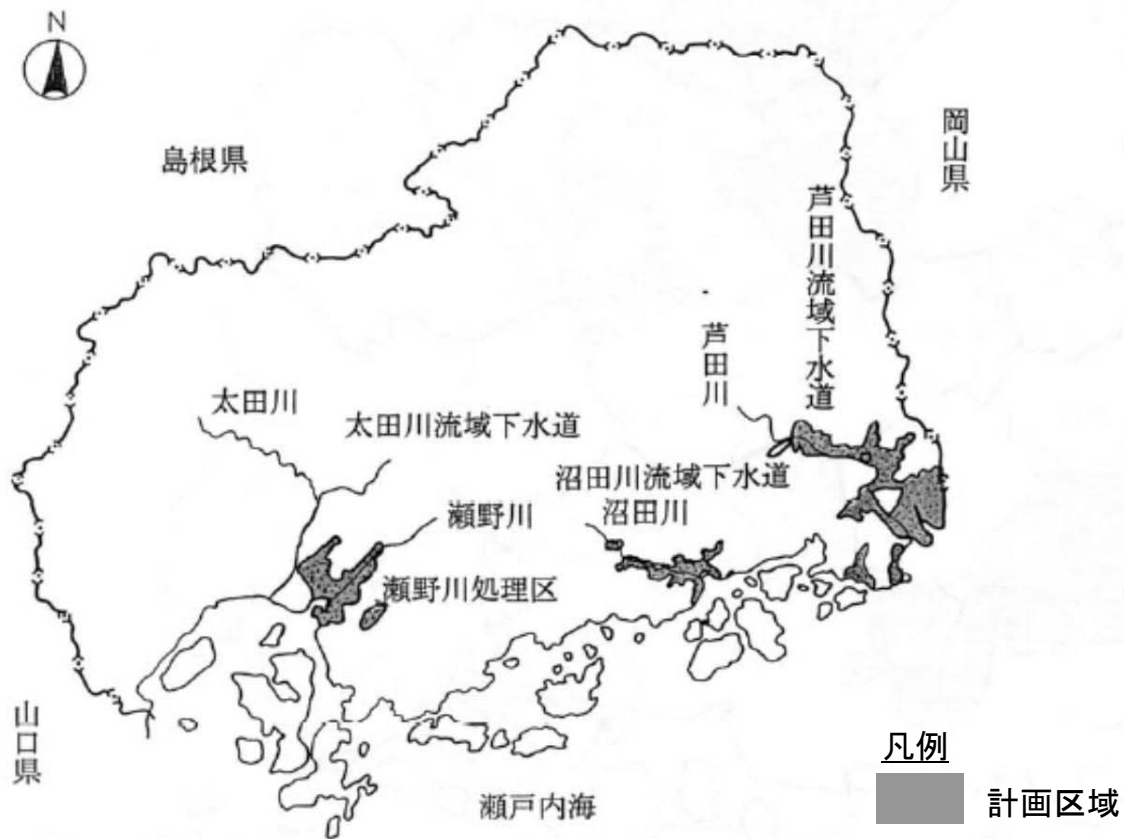 N
島根県
岡山県
芦田川流域下水道
芦田川
太田川
太田川流域下水道
沼田川流域下水道
沼田川
瀬野川
瀬野川処理区
山口県
瀬戸内海
凡例
計画区域